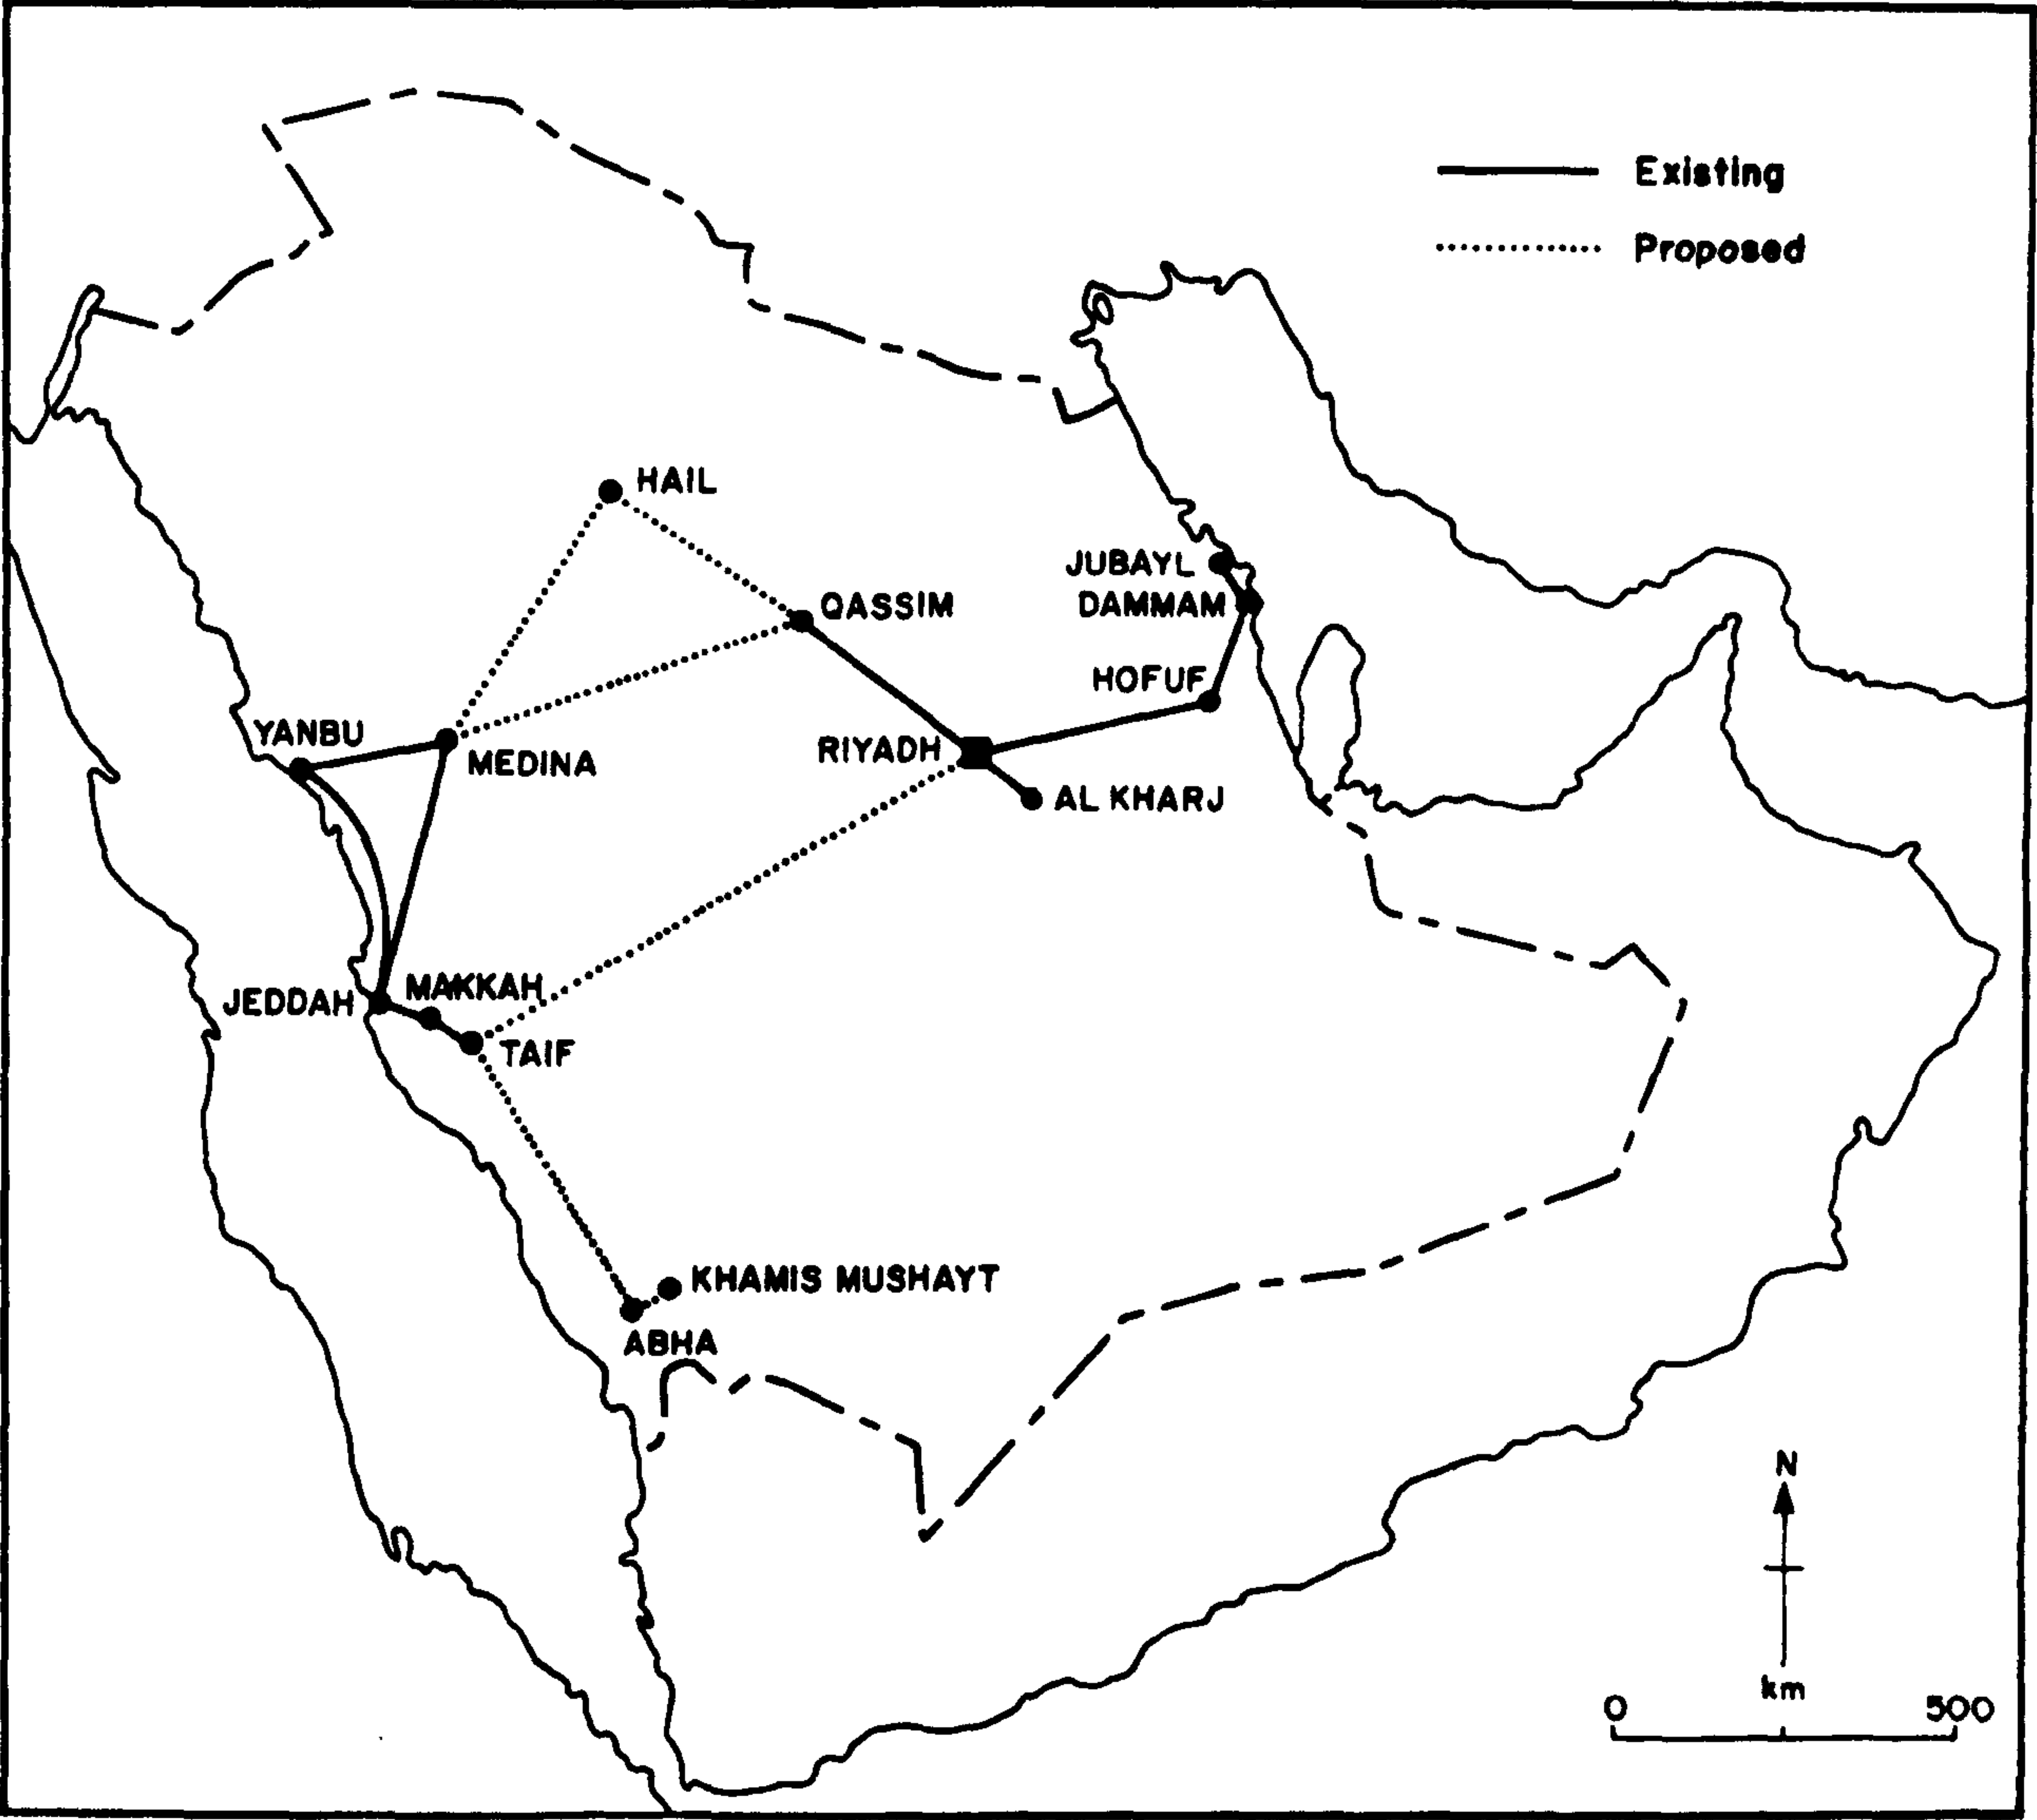 Existing
Proposed
HAIL
JUBAYL
DAMMAM
QASSIM
HOFUF
YANBU
MEDINA
RIYADH
AL KHARJ
MAKKAH
JEDDAH
TAIF
KHAMIS MUSHAYT
ABHA
N
km
0 500